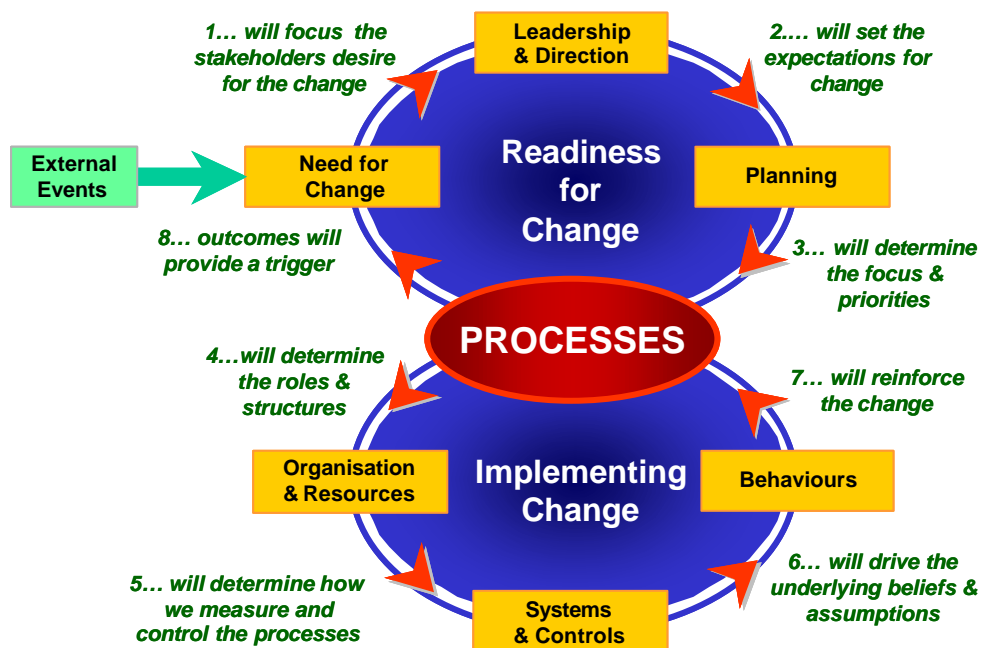 1... will focus  the
stakeholders desire
for the change
Leadership
& Direction
2.... will set the
expectations for
change
External
Events
Need for
Change
Readiness
for
Change
Planning
8... outcomes will
provide a trigger
3... will determine
the focus &
priorities
PROCESSES
4...will determine
the roles &
structures
7... will reinforce
the change
Organisation
& Resources
Implementing
Change
Behaviours
5... will determine how
we measure and
control the processes
Systems
& Controls
6... will drive the
underlying beliefs &
assumptions